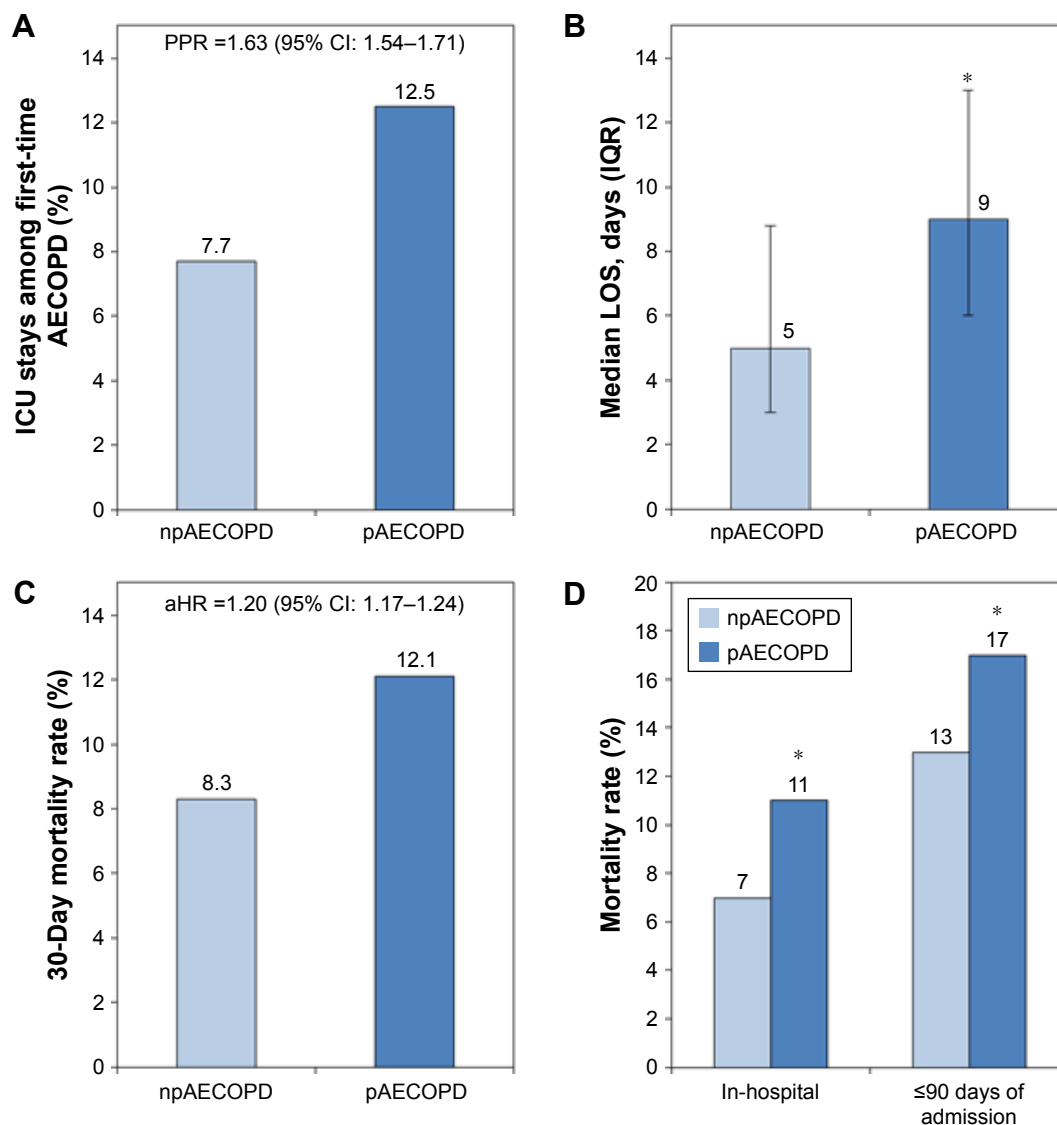 A
PPR =1.63 (95% CI: 1.54–1.71)
ICU stays among first-time
AECOPD (%)
14
12
10
8
6
4
2
0
7.7
12.5
npAECOPD
pAECOPD
B
Median LOS, days (IQR)
14
12
10
8
6
4
2
0
5
*
9
npAECOPD
pAECOPD
C
aHR =1.20 (95% CI: 1.17–1.24)
30-Day mortality rate (%)
14
12
10
8
6
4
2
0
8.3
12.1
npAECOPD
pAECOPD
D
Mortality rate (%)
20
18
16
14
12
10
8
6
4
2
0
npAECOPD
pAECOPD
7
*
11
13
*
17
In-hospital
≤90 days of
admission